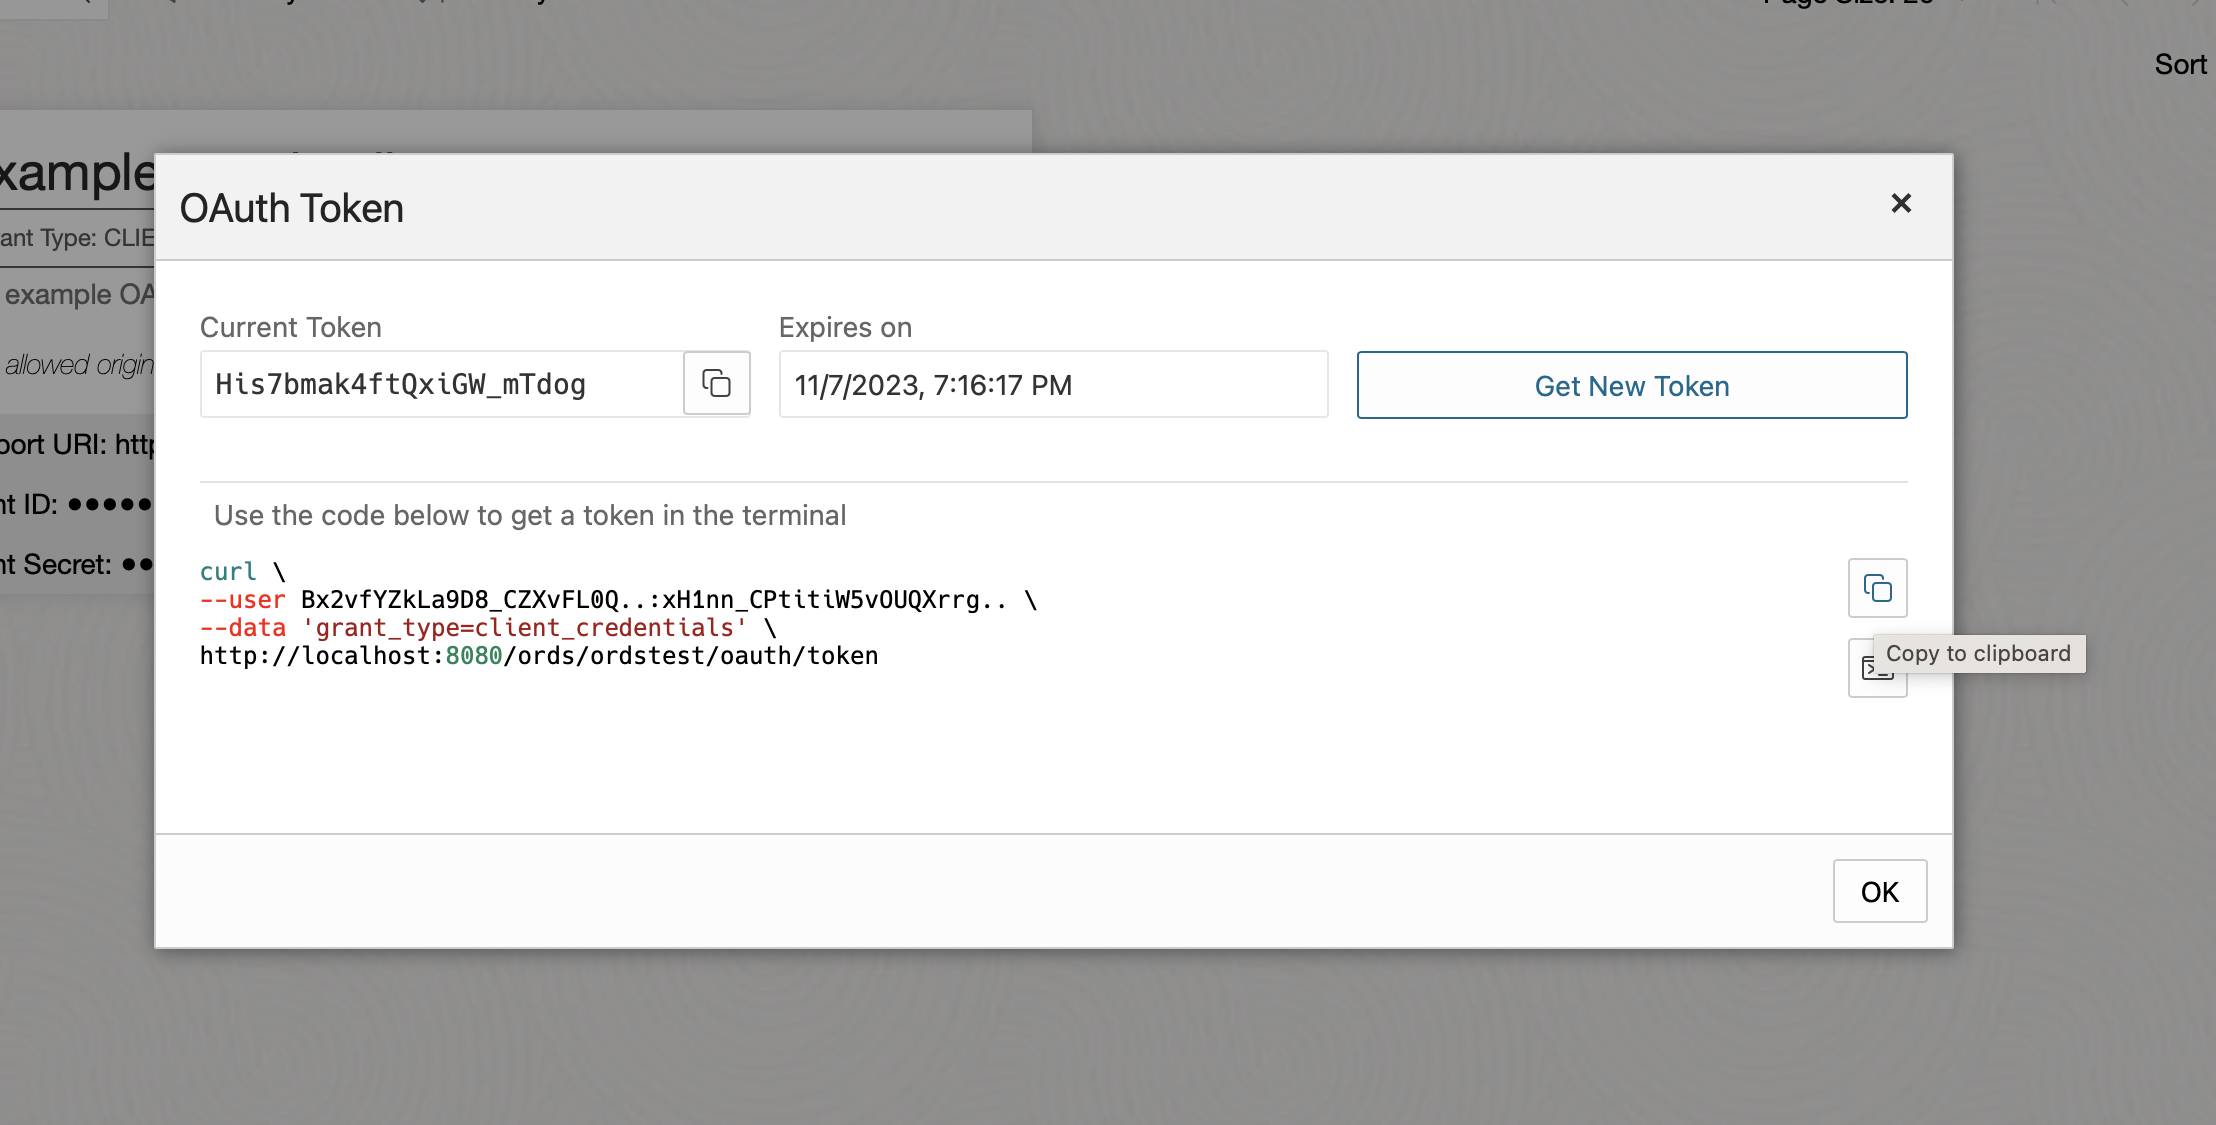 Page Size: 20
Sort
xample
ant Type: CLIE
example OA
allowed origin
port URI: http
nt ID: ●●●●●
nt Secret: ●●
OAuth Token
Current Token
Expires on
His7bmak4ftQxiGW_mTdog
11/7/2023, 7:16:17 PM
Get New Token
Use the code below to get a token in the terminal
curl \
--user Bx2vfYZkLa9D8_CZXvFL0Q..:xH1nn_CPtitiW5vOUQXrrg.. \
--data 'grant_type=client_credentials' \
http://localhost:8080/ords/ordstest/oauth/token
Copy to clipboard
OK